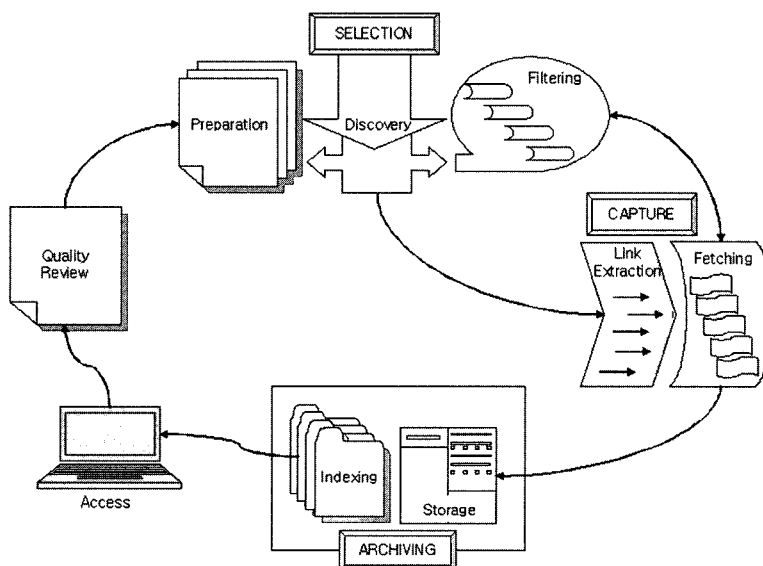 SELECTION
Filtering
Preparation
Discovery
CAPTURE
Link
Extraction
Fetching
Quality
Review
Indexing
Storage
Access
ARCHIVING